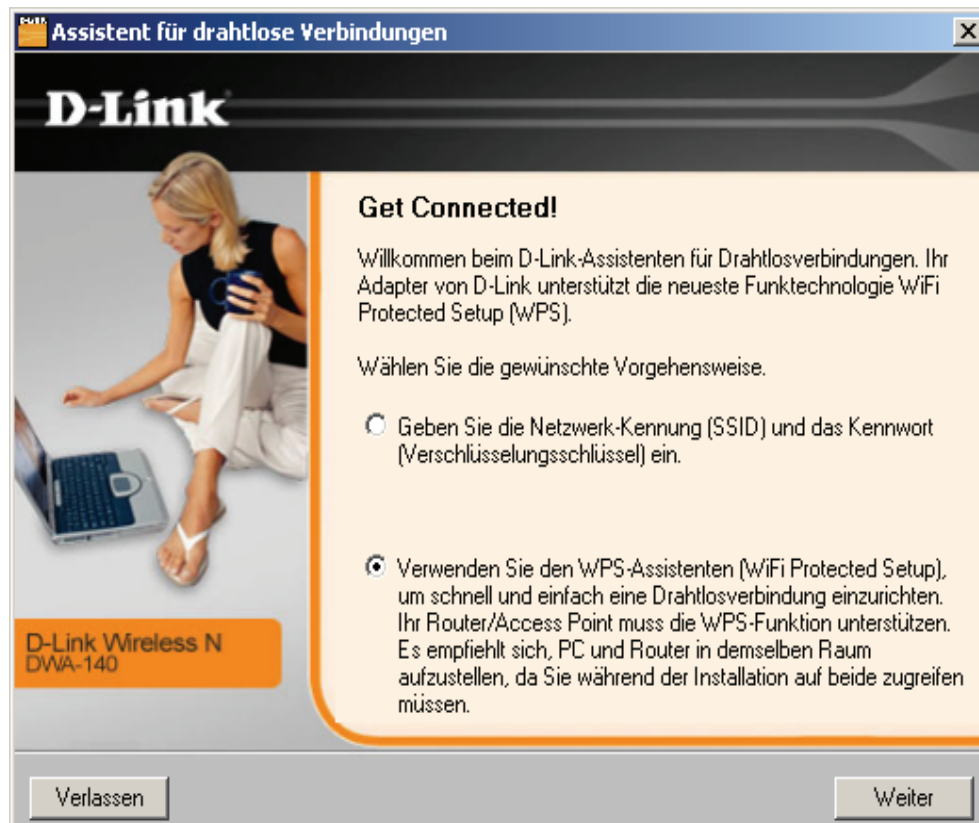 Assistent für drahtlose Verbindungen
D-Link
Get Connected!
Willkommen beim D-Link-Assistenten für Drahtlosverbindungen. Ihr
Adapter von D-Link unterstützt die neueste Funktechnologie WiFi
Protected Setup (WPS).
Wählen Sie die gewünschte Vorgehensweise.
Geben Sie die Netzwerk-Kennung (SSID) und das Kennwort
(Verschlüsselungsschlüssel) ein.
Verwenden Sie den WPS-Assistenten (WiFi Protected Setup),
um schnell und einfach eine Drahtlosverbindung einzurichten.
Ihr Router/Access Point muss die WPS-Funktion unterstützen.
Es empfiehlt sich, PC und Router in demselben Raum
aufzustellen, da Sie während der Installation auf beide zugreifen
müssen.
D-Link Wireless N
DWA-140
Verlassen
Weiter